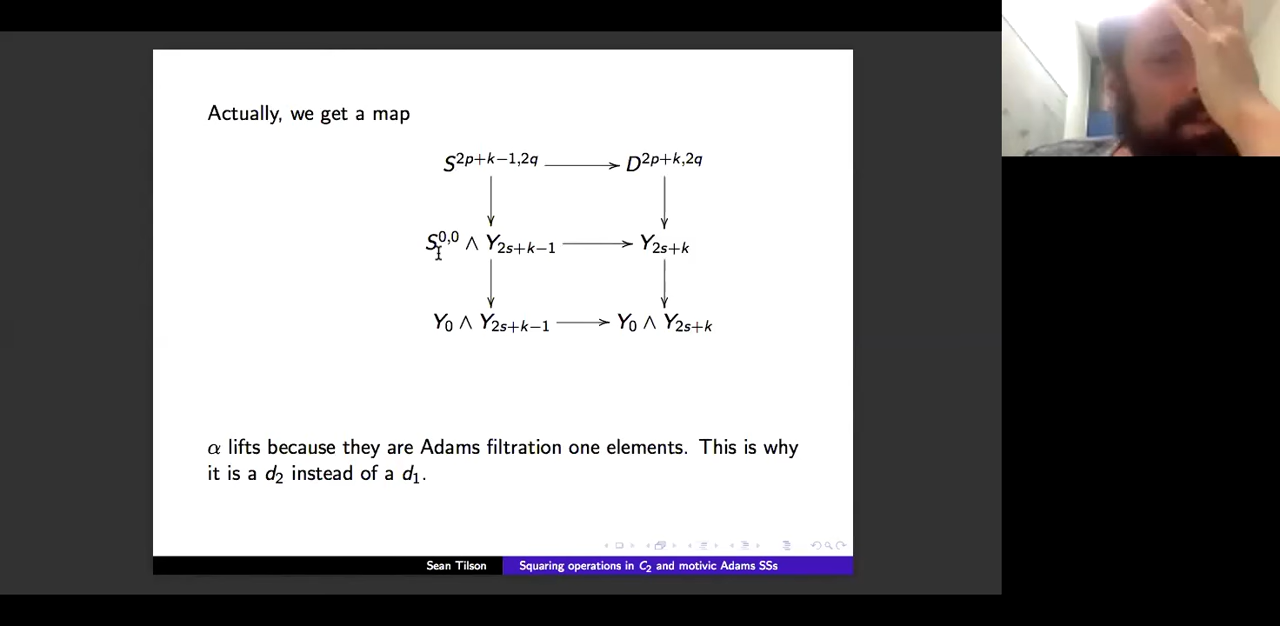 Actually, we get a map
S^{2p+k−1,2q} → D^{2p+k,2q}
S^{0,0} ∧ Y_{2s+k−1} → Y_{2s+k}
Y_0 ∧ Y_{2s+k−1} → Y_0 ∧ Y_{2s+k}
α lifts because they are Adams filtration one elements. This is why
it is a d_2 instead of a d_1.
Sean Tilson Squaring operations in C_2 and motivic Adams SSs